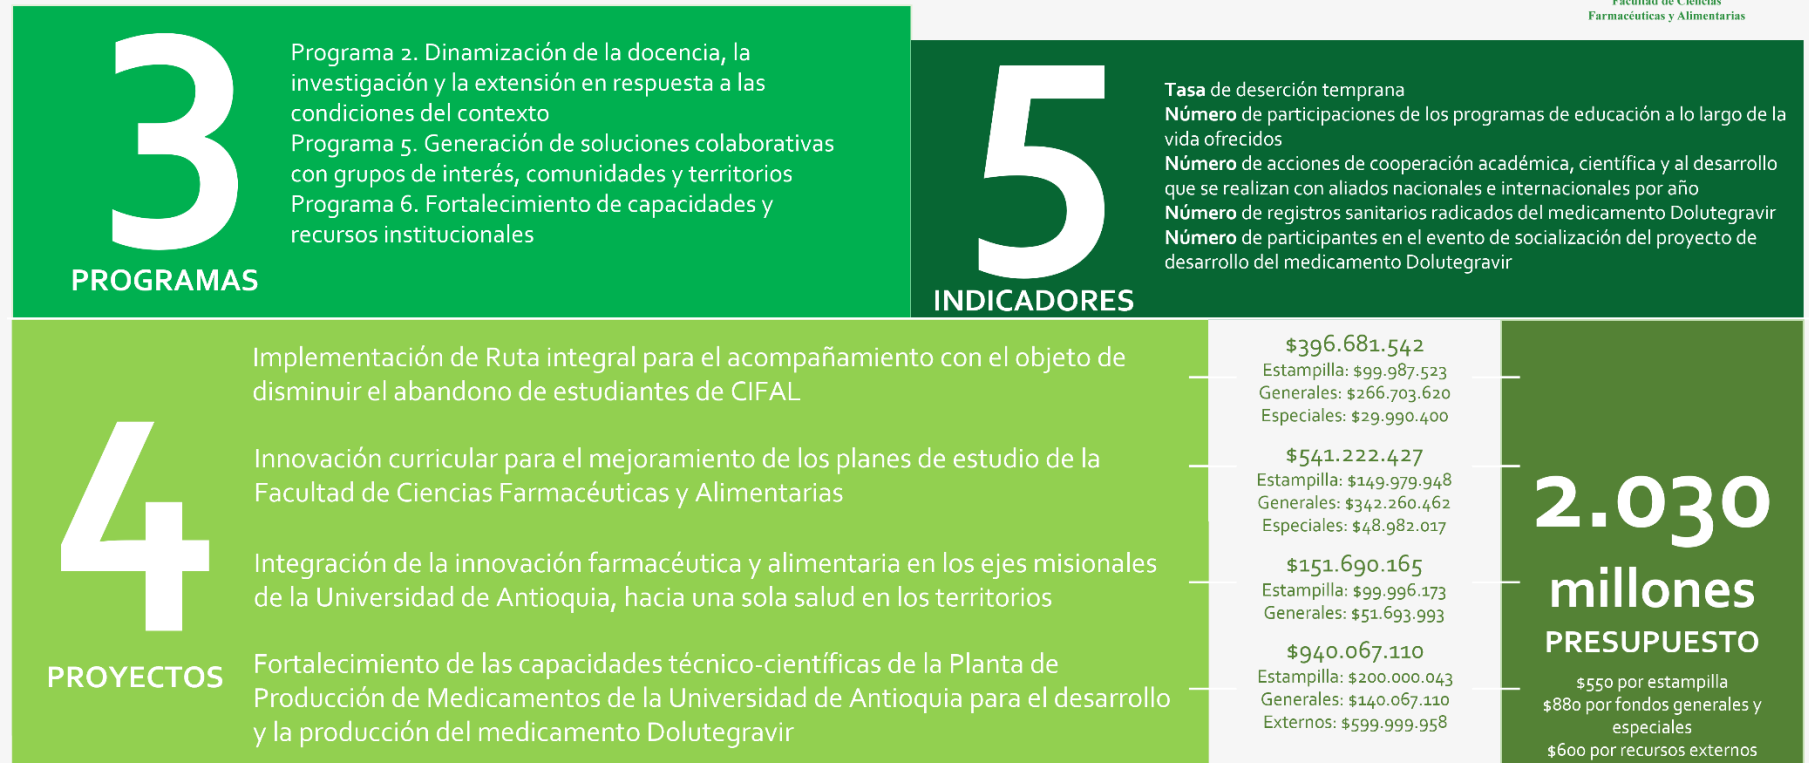 Facultad de Ciencias
Farmacéuticas y Alimentarias
3
PROGRAMAS
Programa 2. Dinamización de la docencia, la
investigación y la extensión en respuesta a las
condiciones del contexto
Programa 5. Generación de soluciones colaborativas
con grupos de interés, comunidades y territorios
Programa 6. Fortalecimiento de capacidades y
recursos institucionales
5
INDICADORES
Tasa de deserción temprana
Número de participaciones de los programas de educación a lo largo de la
vida ofrecidos
Número de acciones de cooperación académica, científica y al desarrollo
que se realizan con aliados nacionales e internacionales por año
Número de registros sanitarios radicados del medicamento Dolutegravir
Número de participantes en el evento de socialización del proyecto de
desarrollo del medicamento Dolutegravir
4
PROYECTOS
Implementación de Ruta integral para el acompañamiento con el objeto de
disminuir el abandono de estudiantes de CIFAL
$396.681.542
Estampilla: $99.987.523
Generales: $266.703.620
Especiales: $29.990.400
Innovación curricular para el mejoramiento de los planes de estudio de la
Facultad de Ciencias Farmacéuticas y Alimentarias
$541.222.427
Estampilla: $149.979.948
Generales: $342.260.462
Especiales: $48.982.017
Integración de la innovación farmacéutica y alimentaria en los ejes misionales
de la Universidad de Antioquia, hacia una sola salud en los territorios
$151.690.165
Estampilla: $99.996.173
Generales: $51.693.993
Fortalecimiento de las capacidades técnico-científicas de la Planta de
Producción de Medicamentos de la Universidad de Antioquia para el desarrollo
y la producción del medicamento Dolutegravir
$940.067.110
Estampilla: $200.000.043
Generales: $140.067.110
Externos: $599.999.958
2.030
millones
PRESUPUESTO
$550 por estampilla
$880 por fondos generales y
especiales
$600 por recursos externos